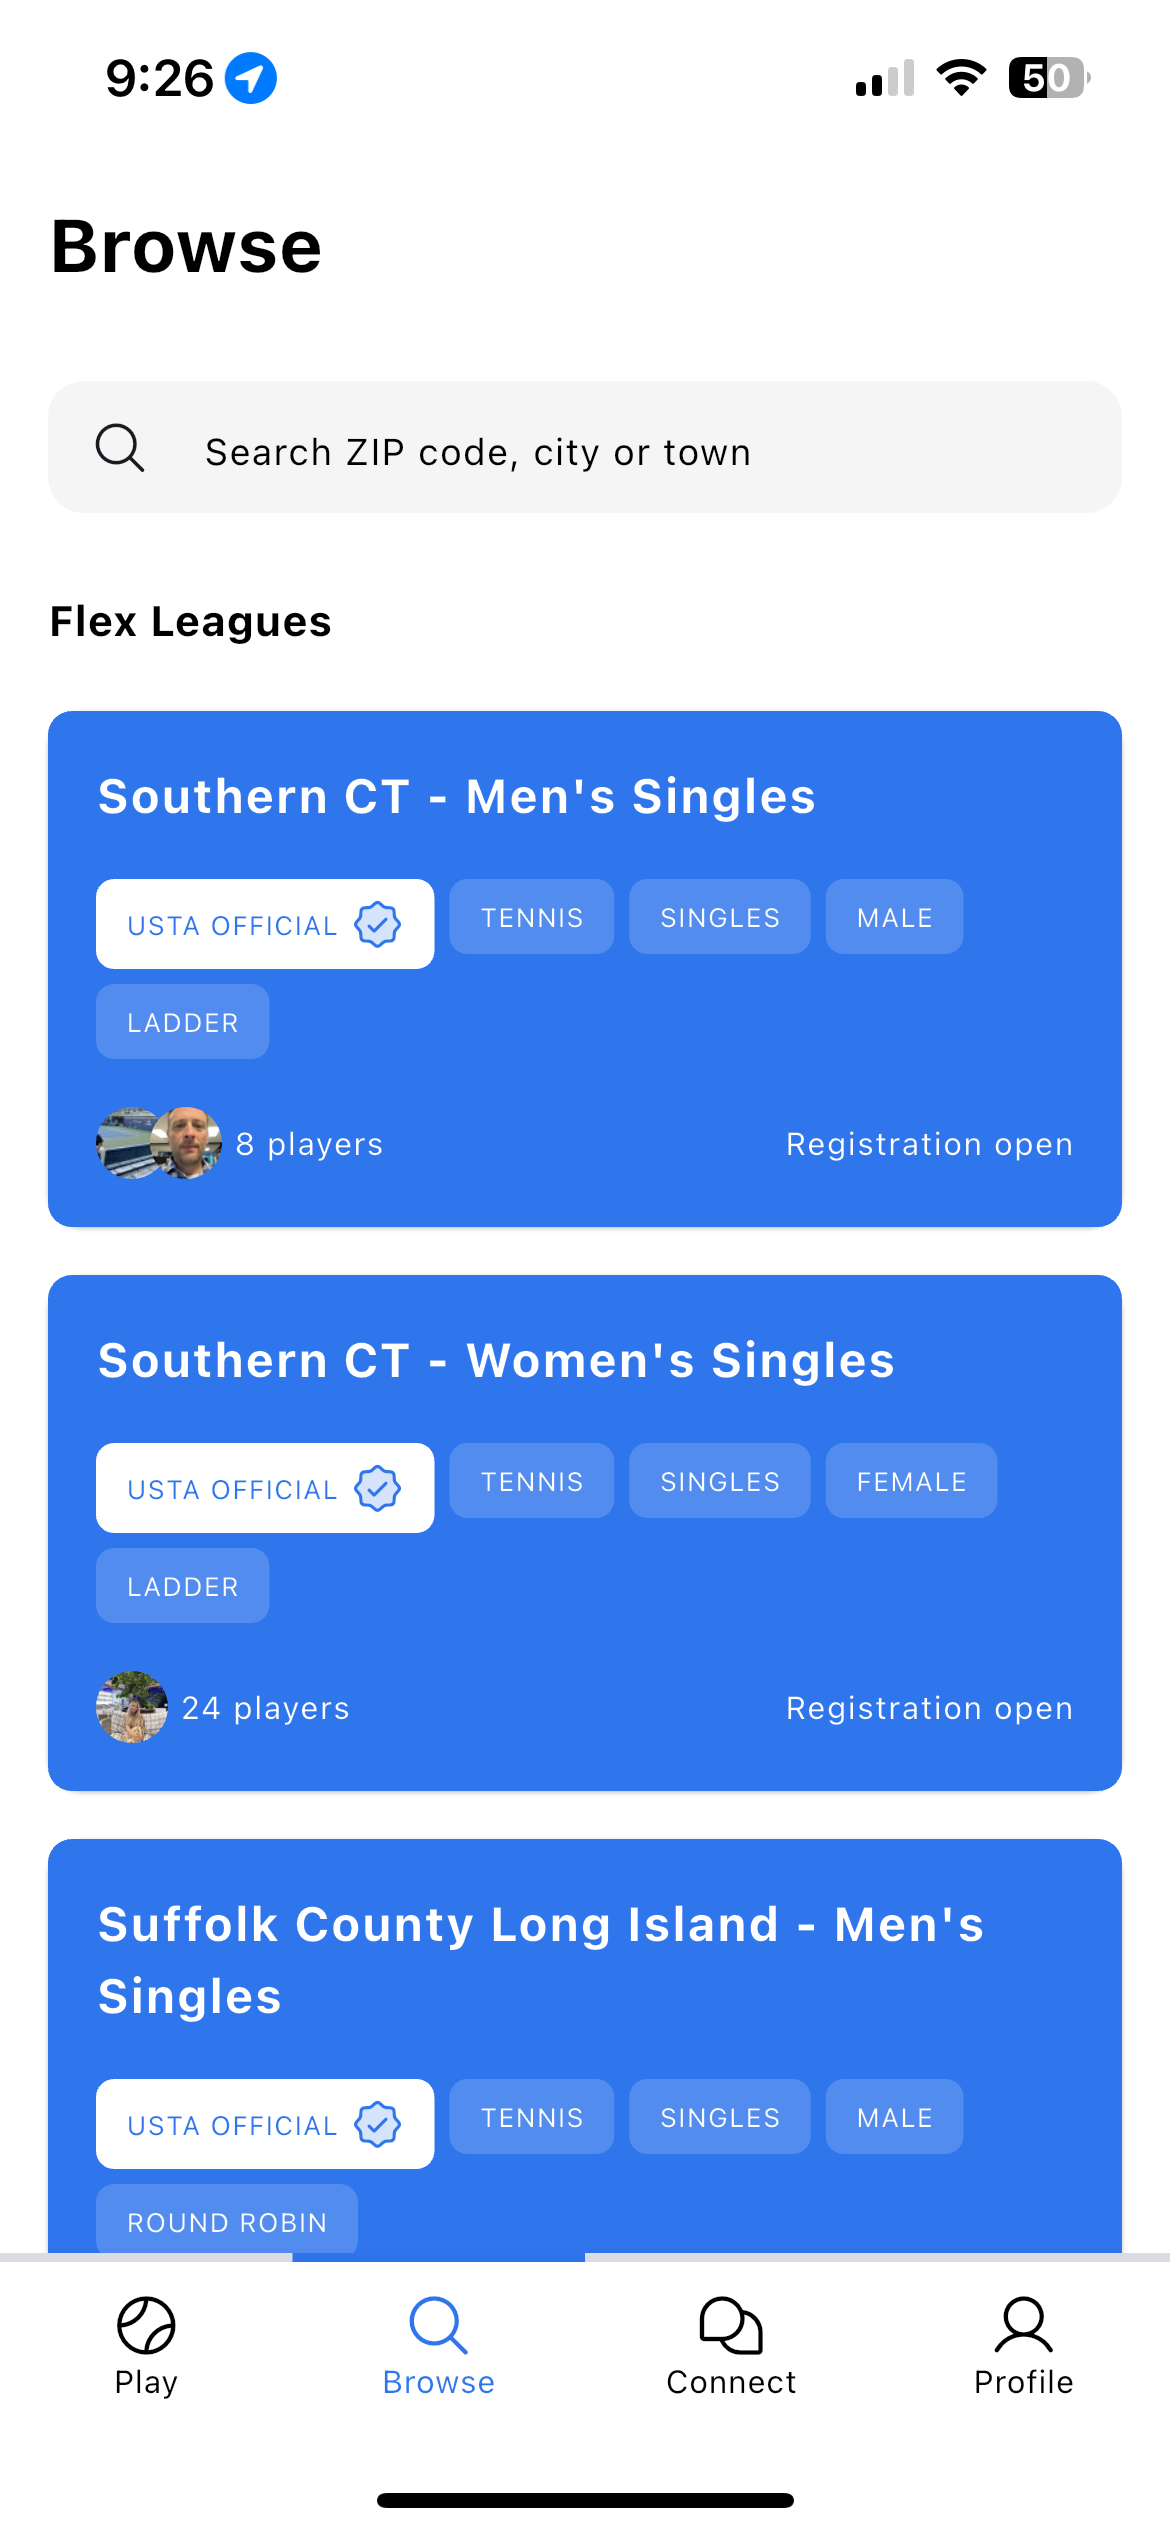 9:26
50
Browse
Search ZIP code, city or town
Flex Leagues
Southern CT - Men's Singles
USTA OFFICIAL TENNIS SINGLES MALE
LADDER
8 players Registration open
Southern CT - Women's Singles
USTA OFFICIAL TENNIS SINGLES FEMALE
LADDER
24 players Registration open
Suffolk County Long Island - Men's
Singles
USTA OFFICIAL TENNIS SINGLES MALE
ROUND ROBIN
Play Browse Connect Profile